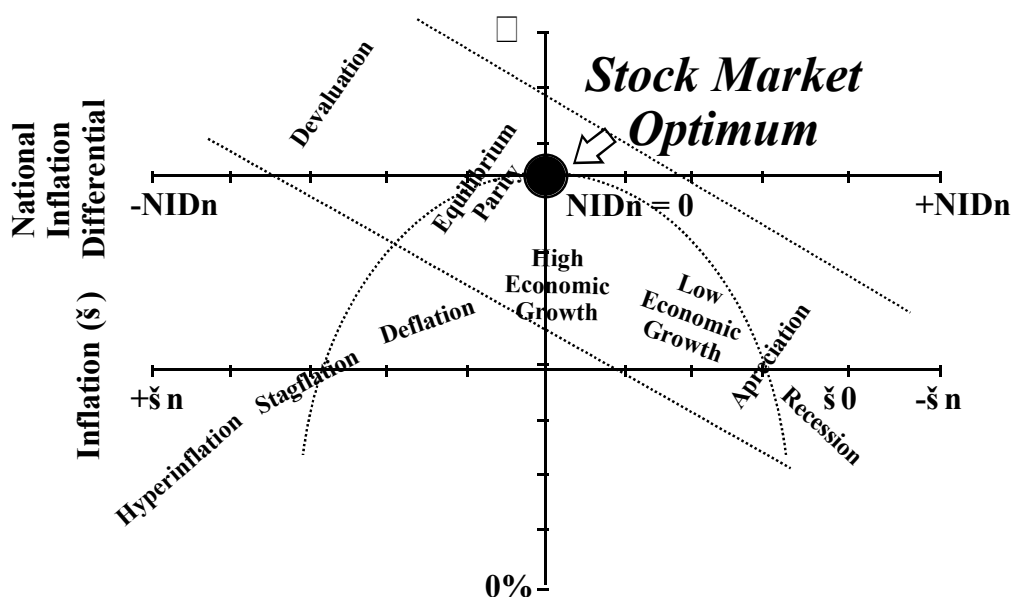 □
Stock Market
Optimum
Devaluation
National
Inflation
Differential
Equilibrium
Parity
-NIDn
NIDn = 0
+NIDn
High
Economic
Growth
Low
Economic
Growth
Deflation
Inflation (š)
Stagflation
Apreciation
+š n
š 0
-š n
Recession
Hyperinflation
0%